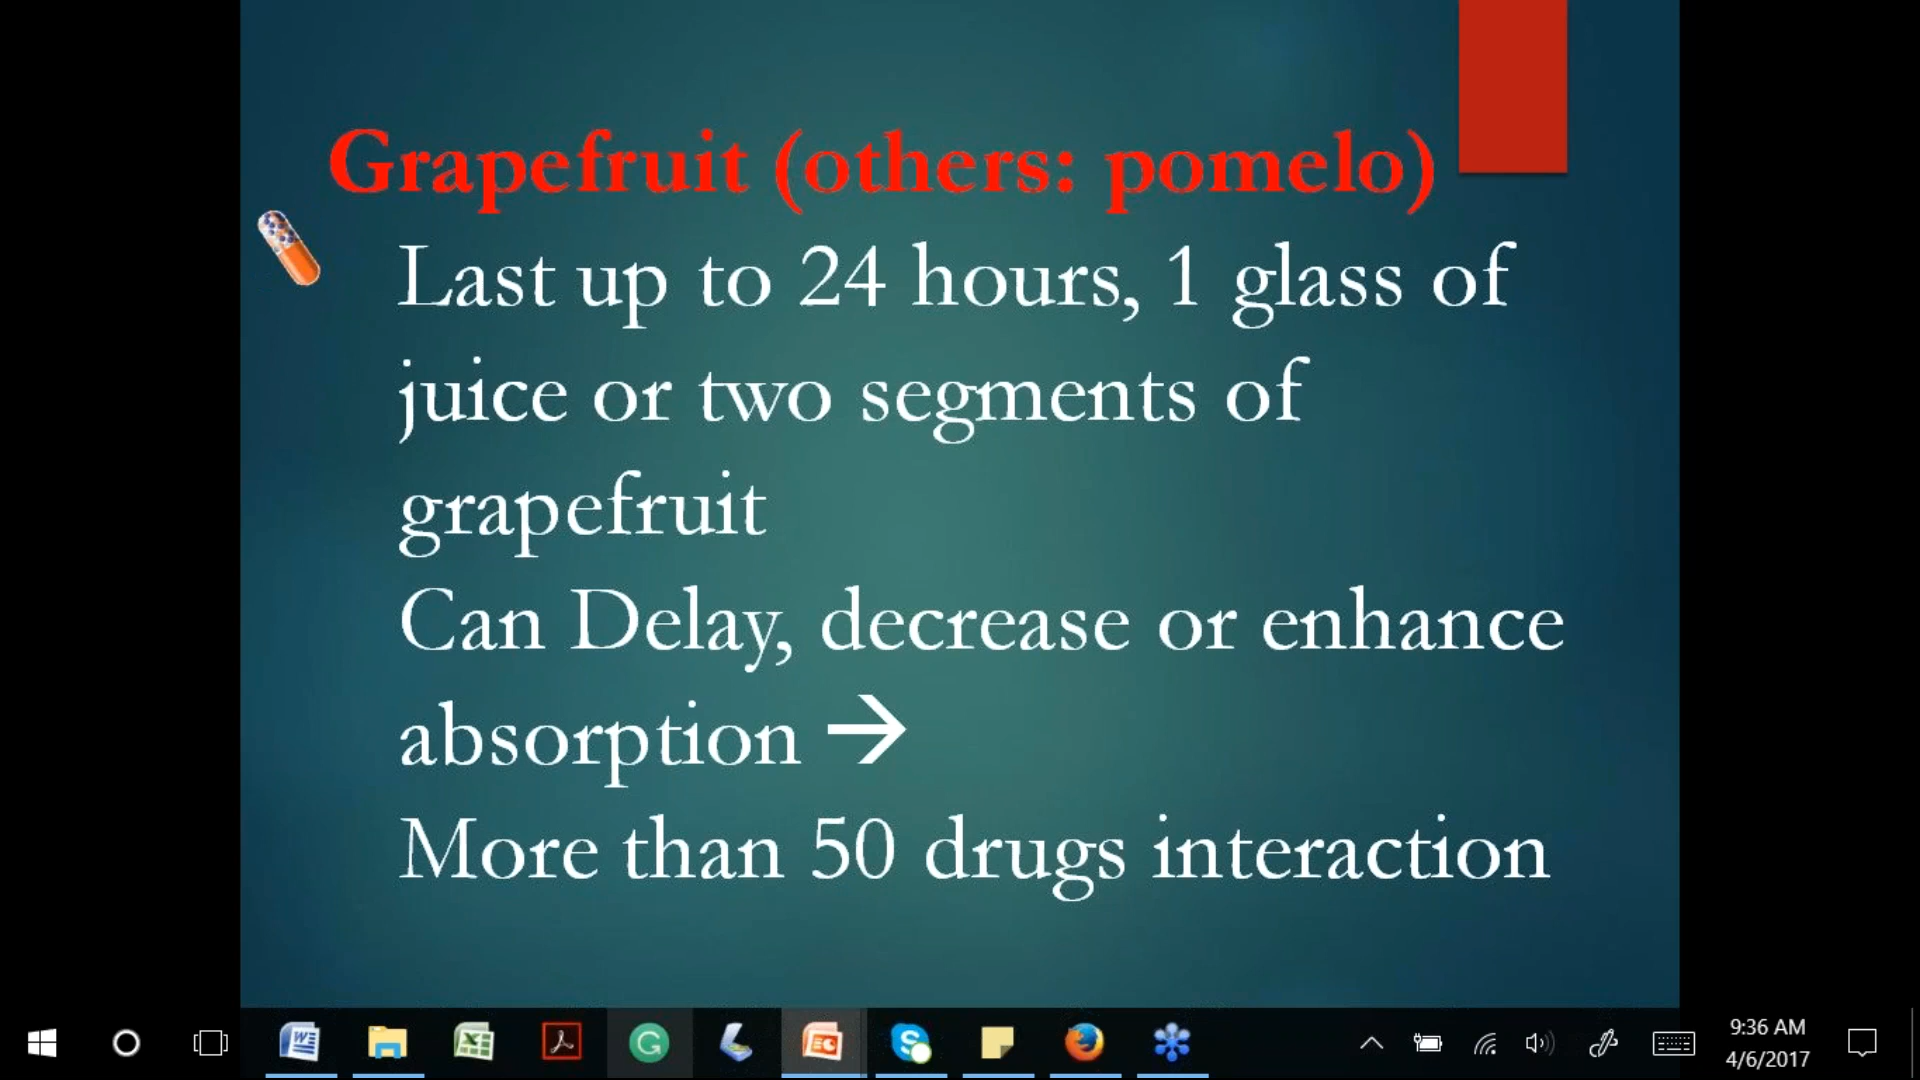 Grapefruit (others: pomelo)
Last up to 24 hours, 1 glass of
juice or two segments of
grapefruit
Can Delay, decrease or enhance
absorption →
More than 50 drugs interaction
9:36 AM
4/6/2017